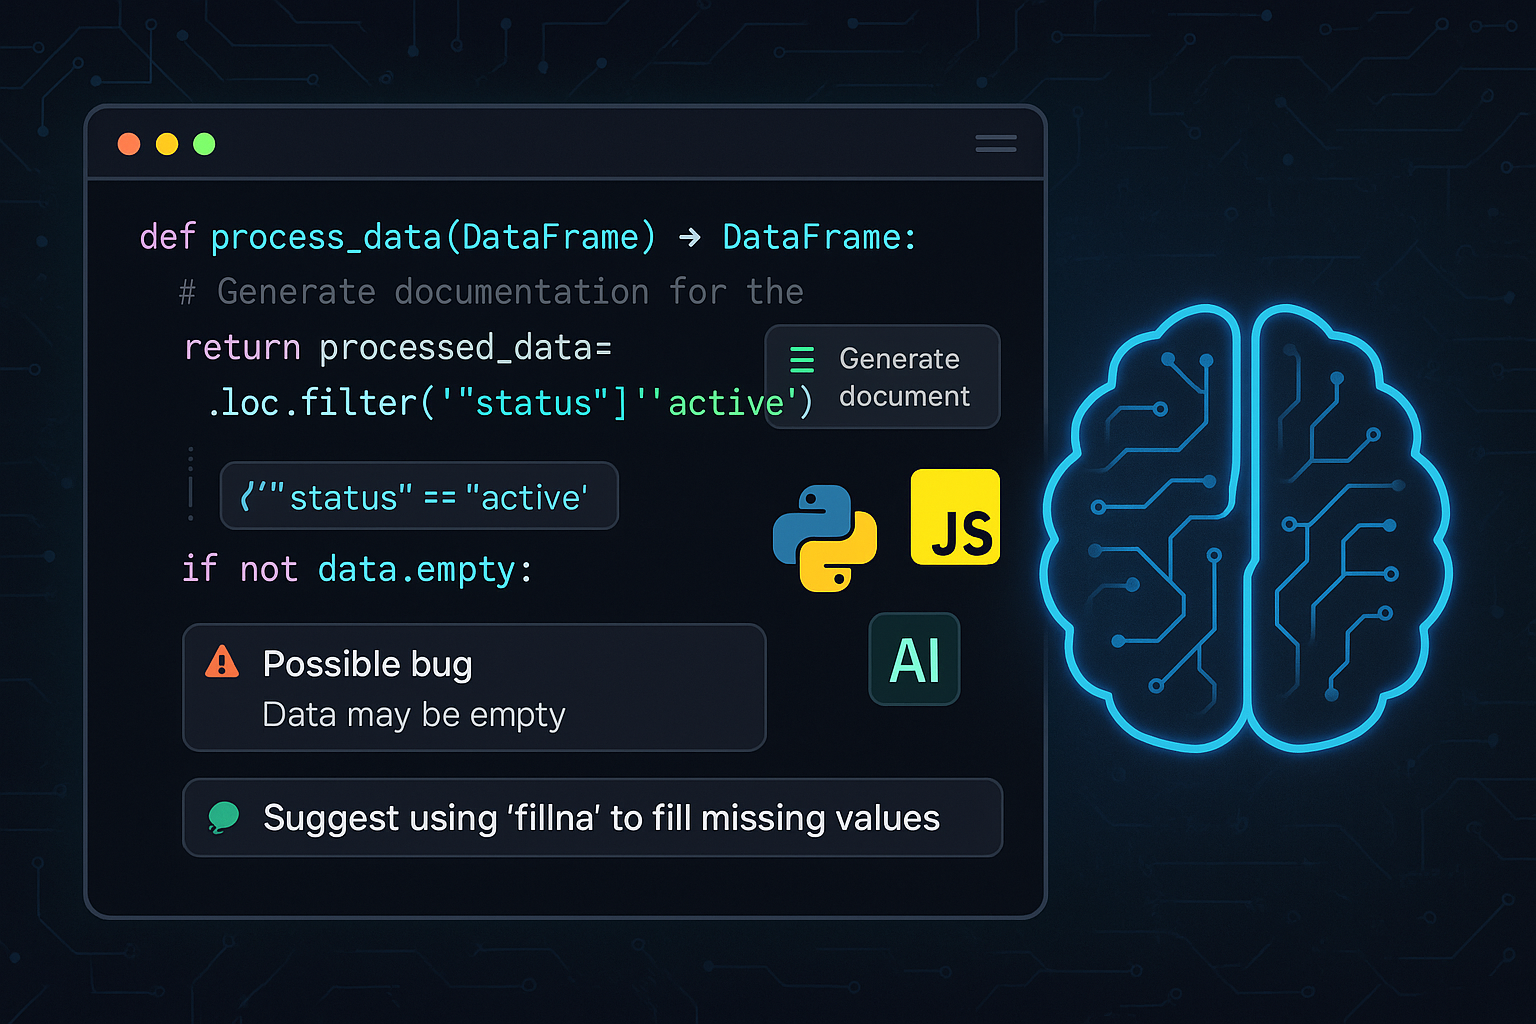 def process_data(DataFrame) → DataFrame:
# Generate documentation for the
return processed_data=
.loc.filter('"status"]''active')
Generate
document
('"status" == "active'
if not data.empty:
JS
AI
Possible bug
Data may be empty
Suggest using 'fillna' to fill missing values